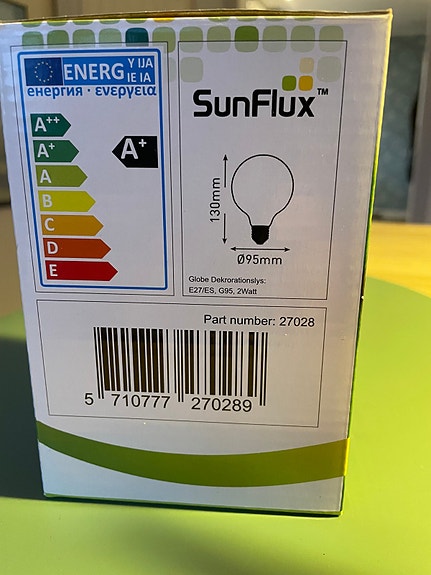 ENERG Y IJA
IE IA
енергия · ενεργεια
A++
A+
A
B
C
D
E
A+
SunFlux™
130mm
Ø95mm
Globe Dekrorationslys:
E27/ES, G95, 2Watt
Part number: 27028
5 710777 270289